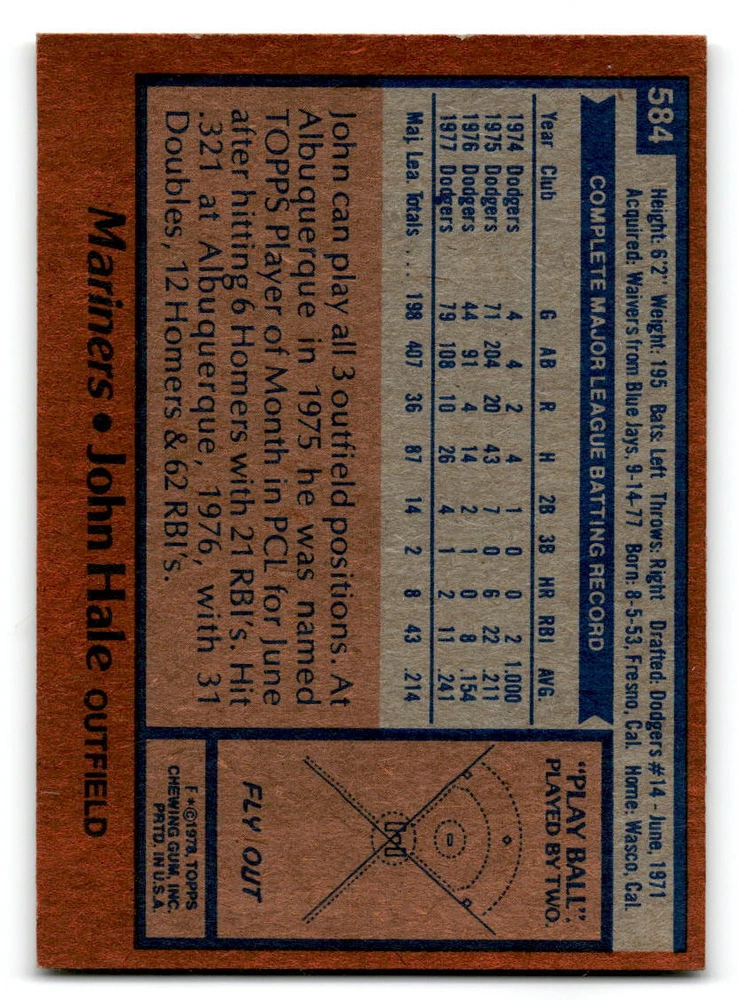 584
Height: 6'2" Weight: 195 Bats: Left Throws: Right Drafted: Dodgers #14 - June, 1971
Acquired: Waivers from Blue Jays, 9-14-77 Born: 8-5-53, Fresno, Cal. Home: Wasco, Cal.
COMPLETE MAJOR LEAGUE BATTING RECORD
Year Club G AB R H 2B 3B HR RBI AVG.
1974 Dodgers 4 4 2 4 1 0 0 2 1.000
1975 Dodgers 71 204 20 43 7 0 6 22 .211
1976 Dodgers 44 91 4 14 2 1 0 8 .154
1977 Dodgers 79 108 10 26 4 1 2 11 .241
Maj. Lea. Totals .... 198 407 36 87 14 2 8 43 .214
John can play all 3 outfield positions. At
Albuquerque in 1975 he was named
TOPPS Player of Month in PCL for June
after hitting 6 Homers with 21 RBI's. Hit
.321 at Albuquerque, 1976, with 31
Doubles, 12 Homers & 62 RBI's.
"PLAY BALL"
PLAYED BY TWO.
FLY OUT
F*©1978 TOPPS
CHEWING GUM, INC.
PRTD. IN U.S.A.
Mariners • John Hale OUTFIELD